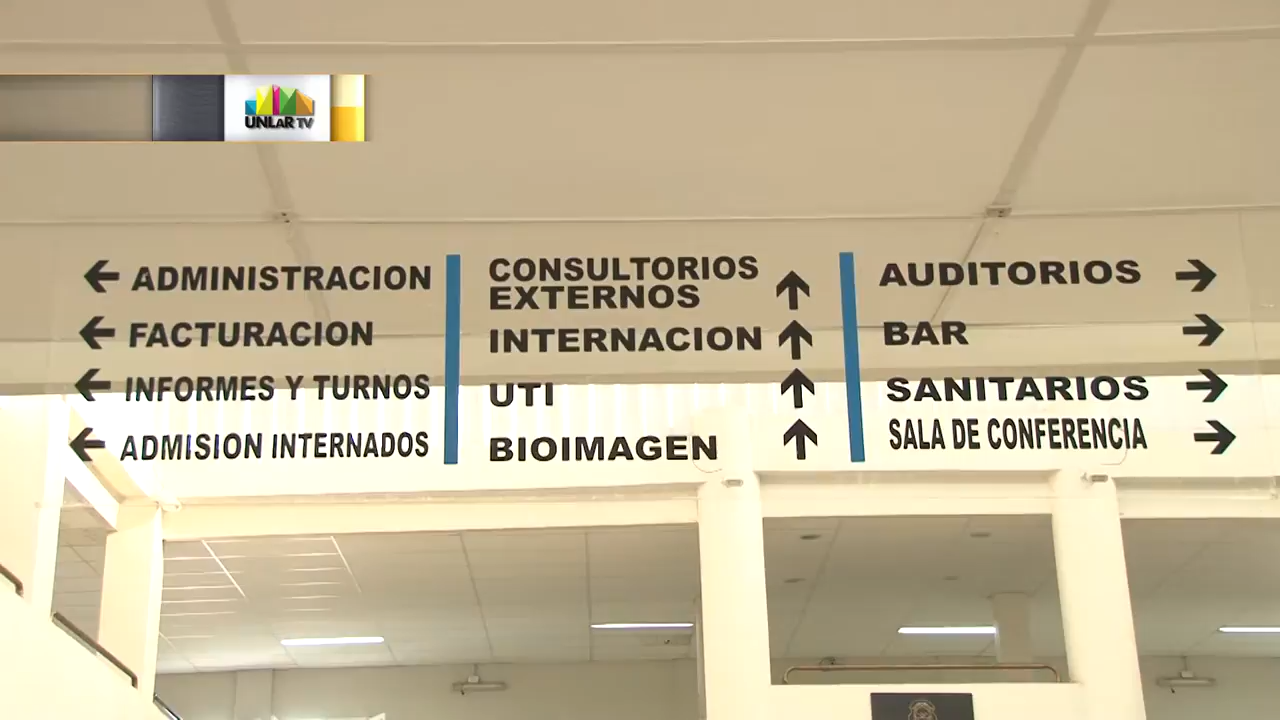 UNLAR TV
ADMINISTRACION
FACTURACION
INFORMES Y TURNOS
ADMISION INTERNADOS
CONSULTORIOS
EXTERNOS
INTERNACION
UTI
BIOIMAGEN
AUDITORIOS
BAR
SANITARIOS
SALA DE CONFERENCIA